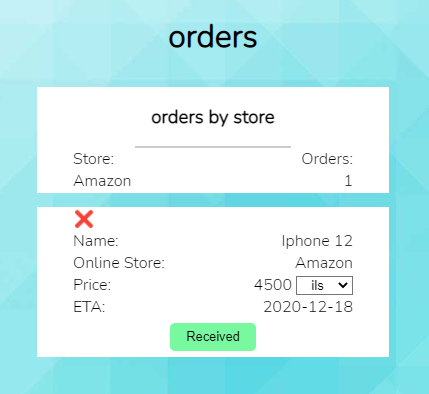 orders
orders by store
Store: Orders:
Amazon 1
Name: Iphone 12
Online Store: Amazon
Price: 4500 ils
ETA: 2020-12-18
Received